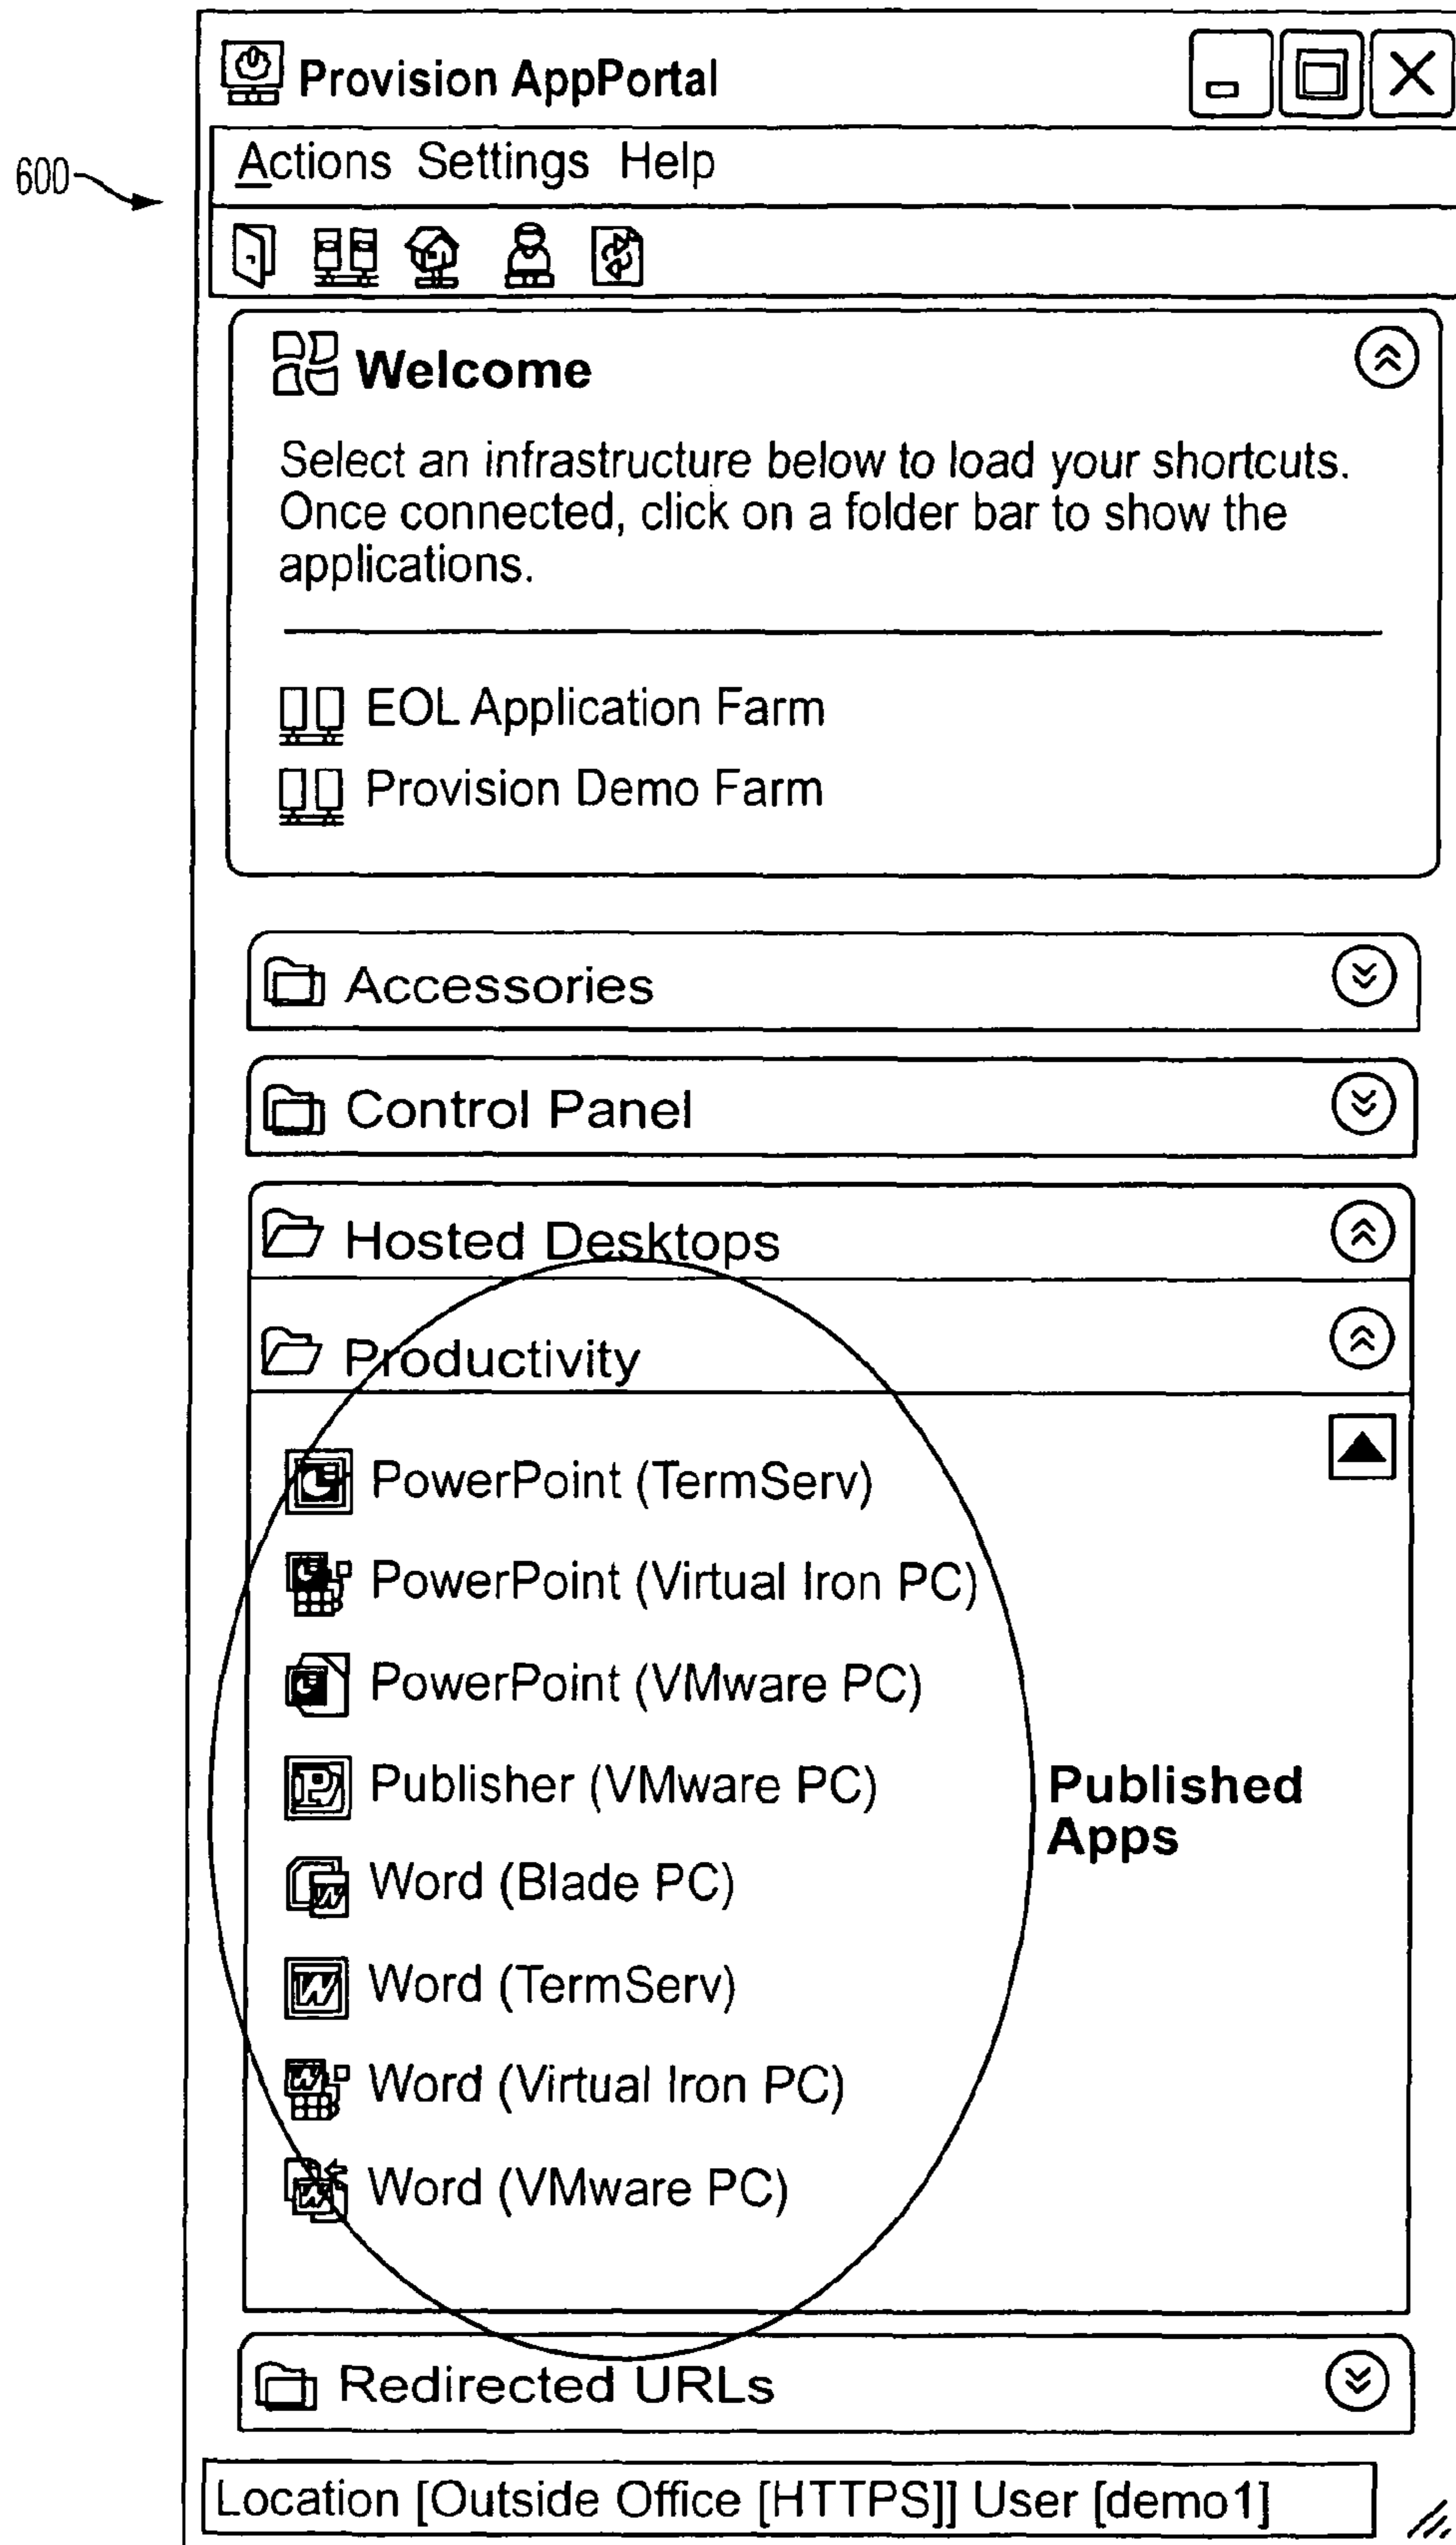 Provision AppPortal
600
Actions Settings Help
Welcome
Select an infrastructure below to load your shortcuts.
Once connected, click on a folder bar to show the
applications.
EOL Application Farm
Provision Demo Farm
Accessories
Control Panel
Hosted Desktops
Productivity
PowerPoint (TermServ)
PowerPoint (Virtual Iron PC)
PowerPoint (VMware PC)
Publisher (VMware PC)
Published
Apps
Word (Blade PC)
Word (TermServ)
Word (Virtual Iron PC)
Word (VMware PC)
Redirected URLs
Location [Outside Office [HTTPS]] User [demo1]